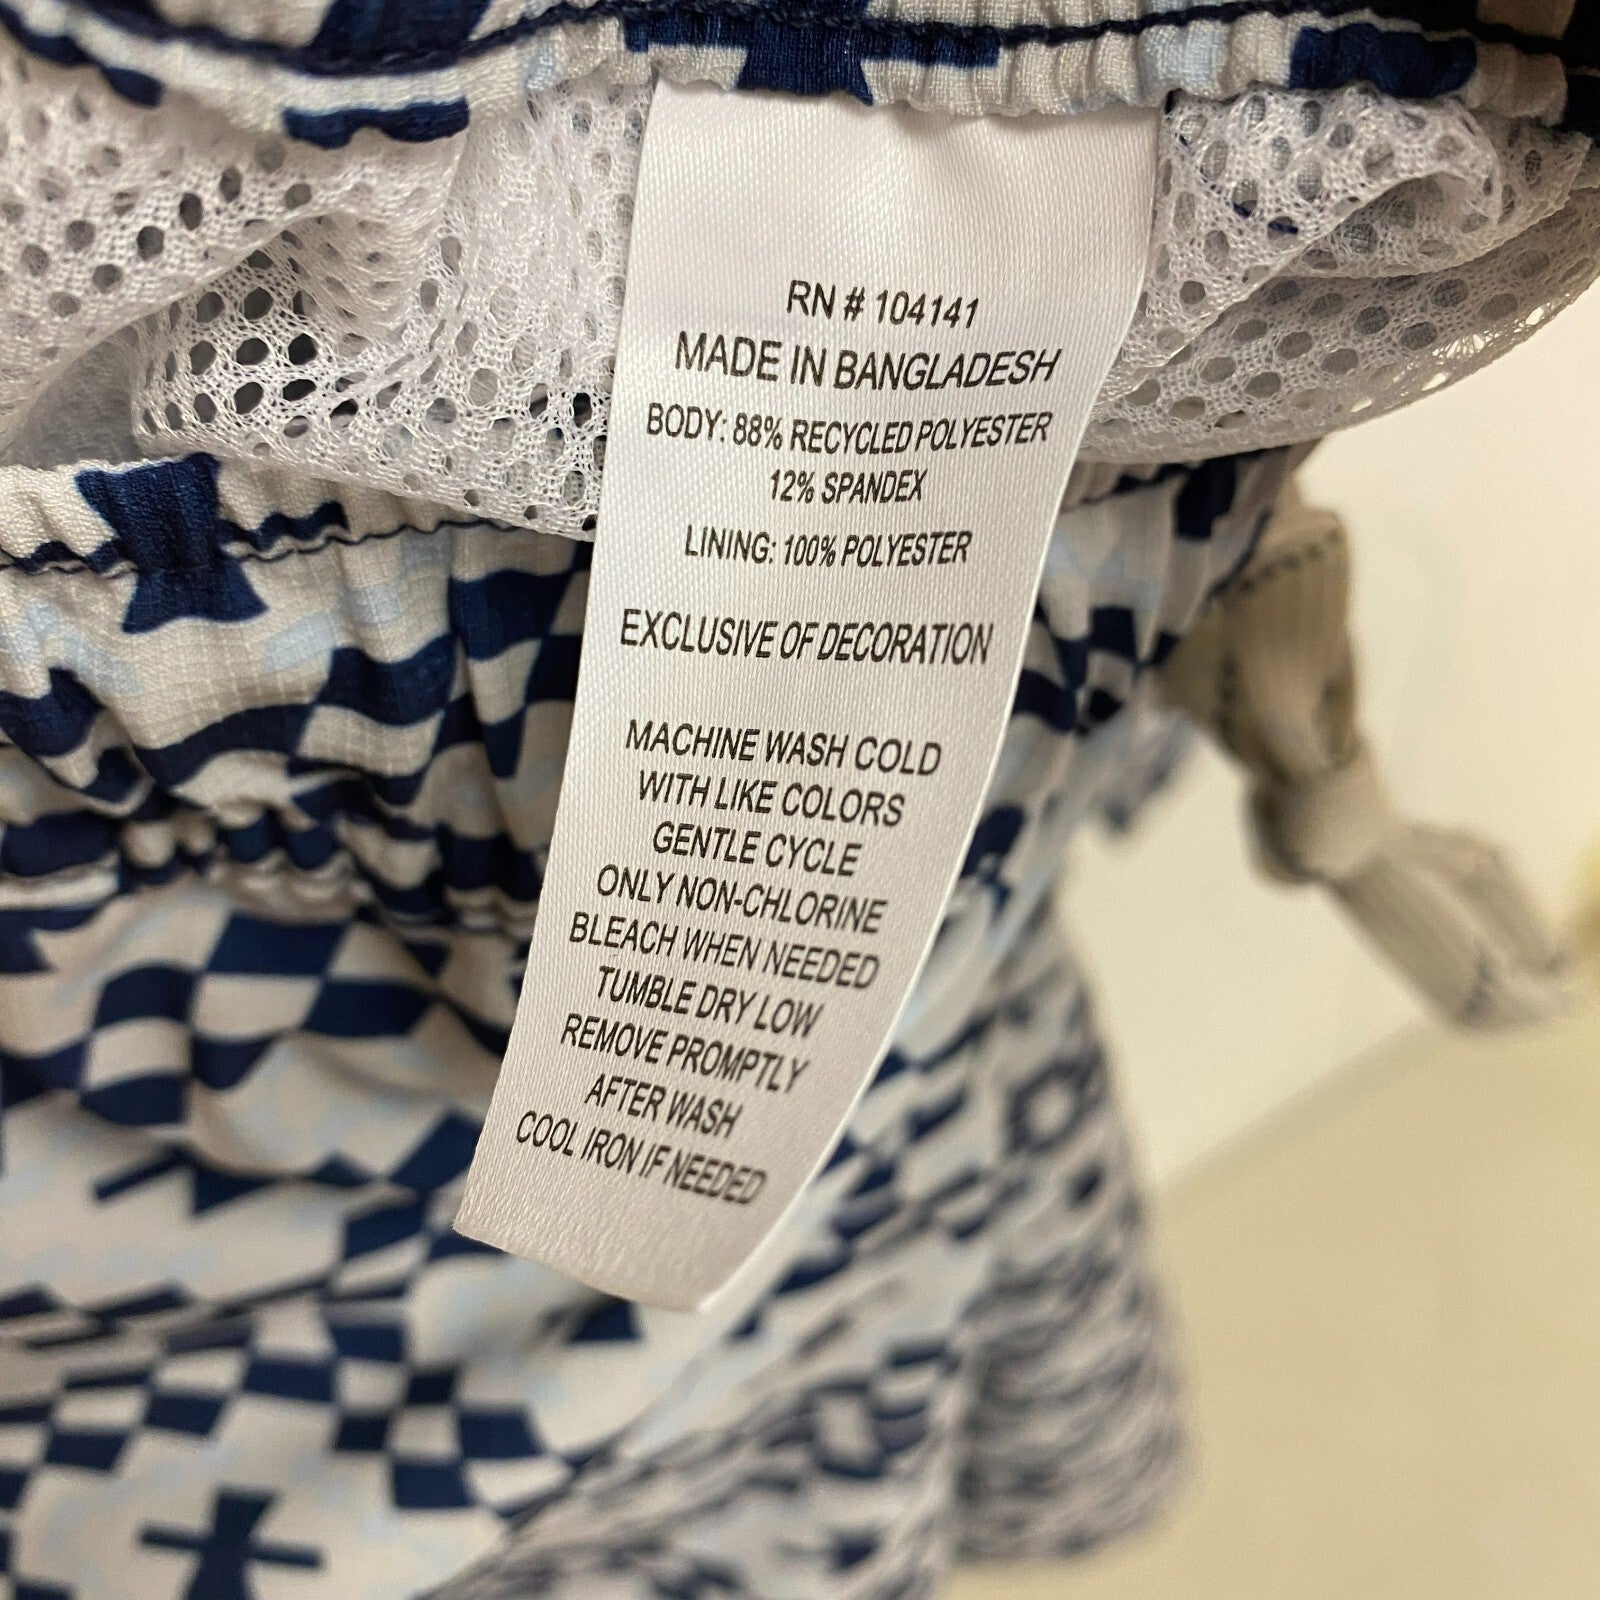 RN # 104141
MADE IN BANGLADESH
BODY: 88% RECYCLED POLYESTER
12% SPANDEX
LINING: 100% POLYESTER
EXCLUSIVE OF DECORATION
MACHINE WASH COLD
WITH LIKE COLORS
GENTLE CYCLE
ONLY NON-CHLORINE
BLEACH WHEN NEEDED
TUMBLE DRY LOW
REMOVE PROMPTLY
AFTER WASH
COOL IRON IF NEEDED